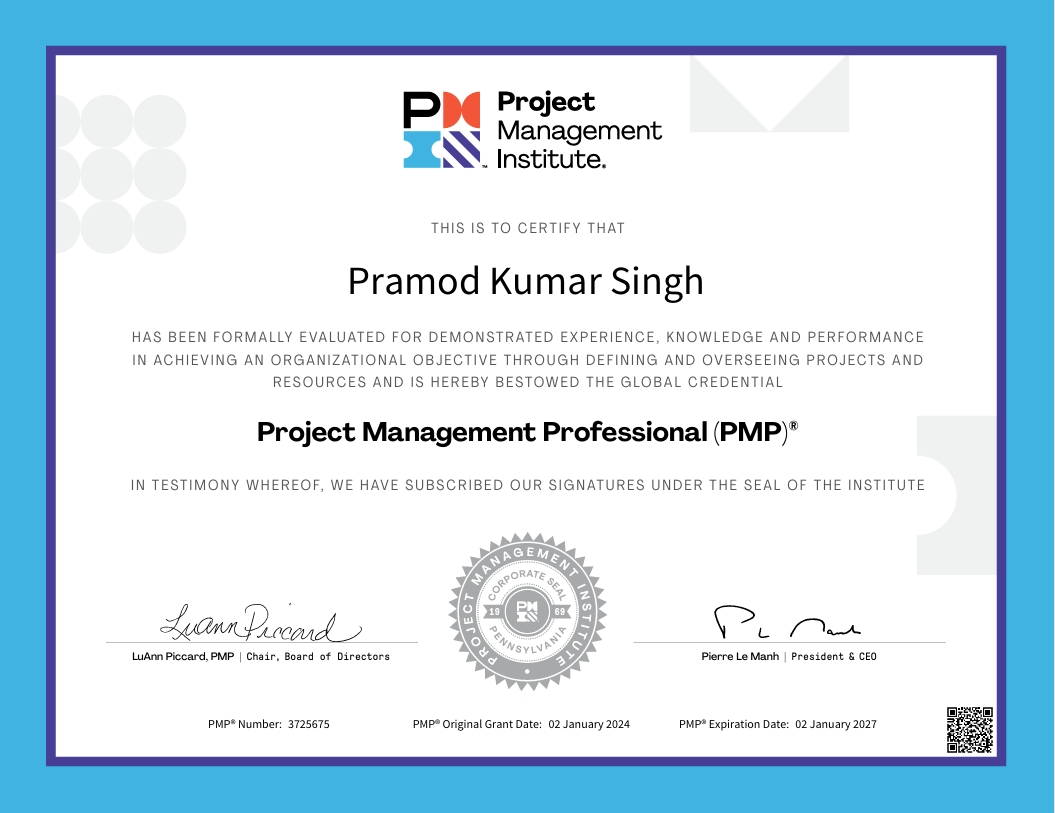 PM
Project
Management
Institute.
™
THIS IS TO CERTIFY THAT
Pramod Kumar Singh
HAS BEEN FORMALLY EVALUATED FOR DEMONSTRATED EXPERIENCE, KNOWLEDGE AND PERFORMANCE
IN ACHIEVING AN ORGANIZATIONAL OBJECTIVE THROUGH DEFINING AND OVERSEEING PROJECTS AND
RESOURCES AND IS HEREBY BESTOWED THE GLOBAL CREDENTIAL
Project Management Professional (PMP)®
IN TESTIMONY WHEREOF, WE HAVE SUBSCRIBED OUR SIGNATURES UNDER THE SEAL OF THE INSTITUTE
LuAnn Piccard
PROJECT MANAGEMENT INSTITUTE
CORPORATE SEAL
19 69
PENNSYLVANIA
P Le Manh
LuAnn Piccard, PMP | Chair, Board of Directors
Pierre Le Manh | President & CEO
PMP® Number: 3725675 PMP® Original Grant Date: 02 January 2024 PMP® Expiration Date: 02 January 2027